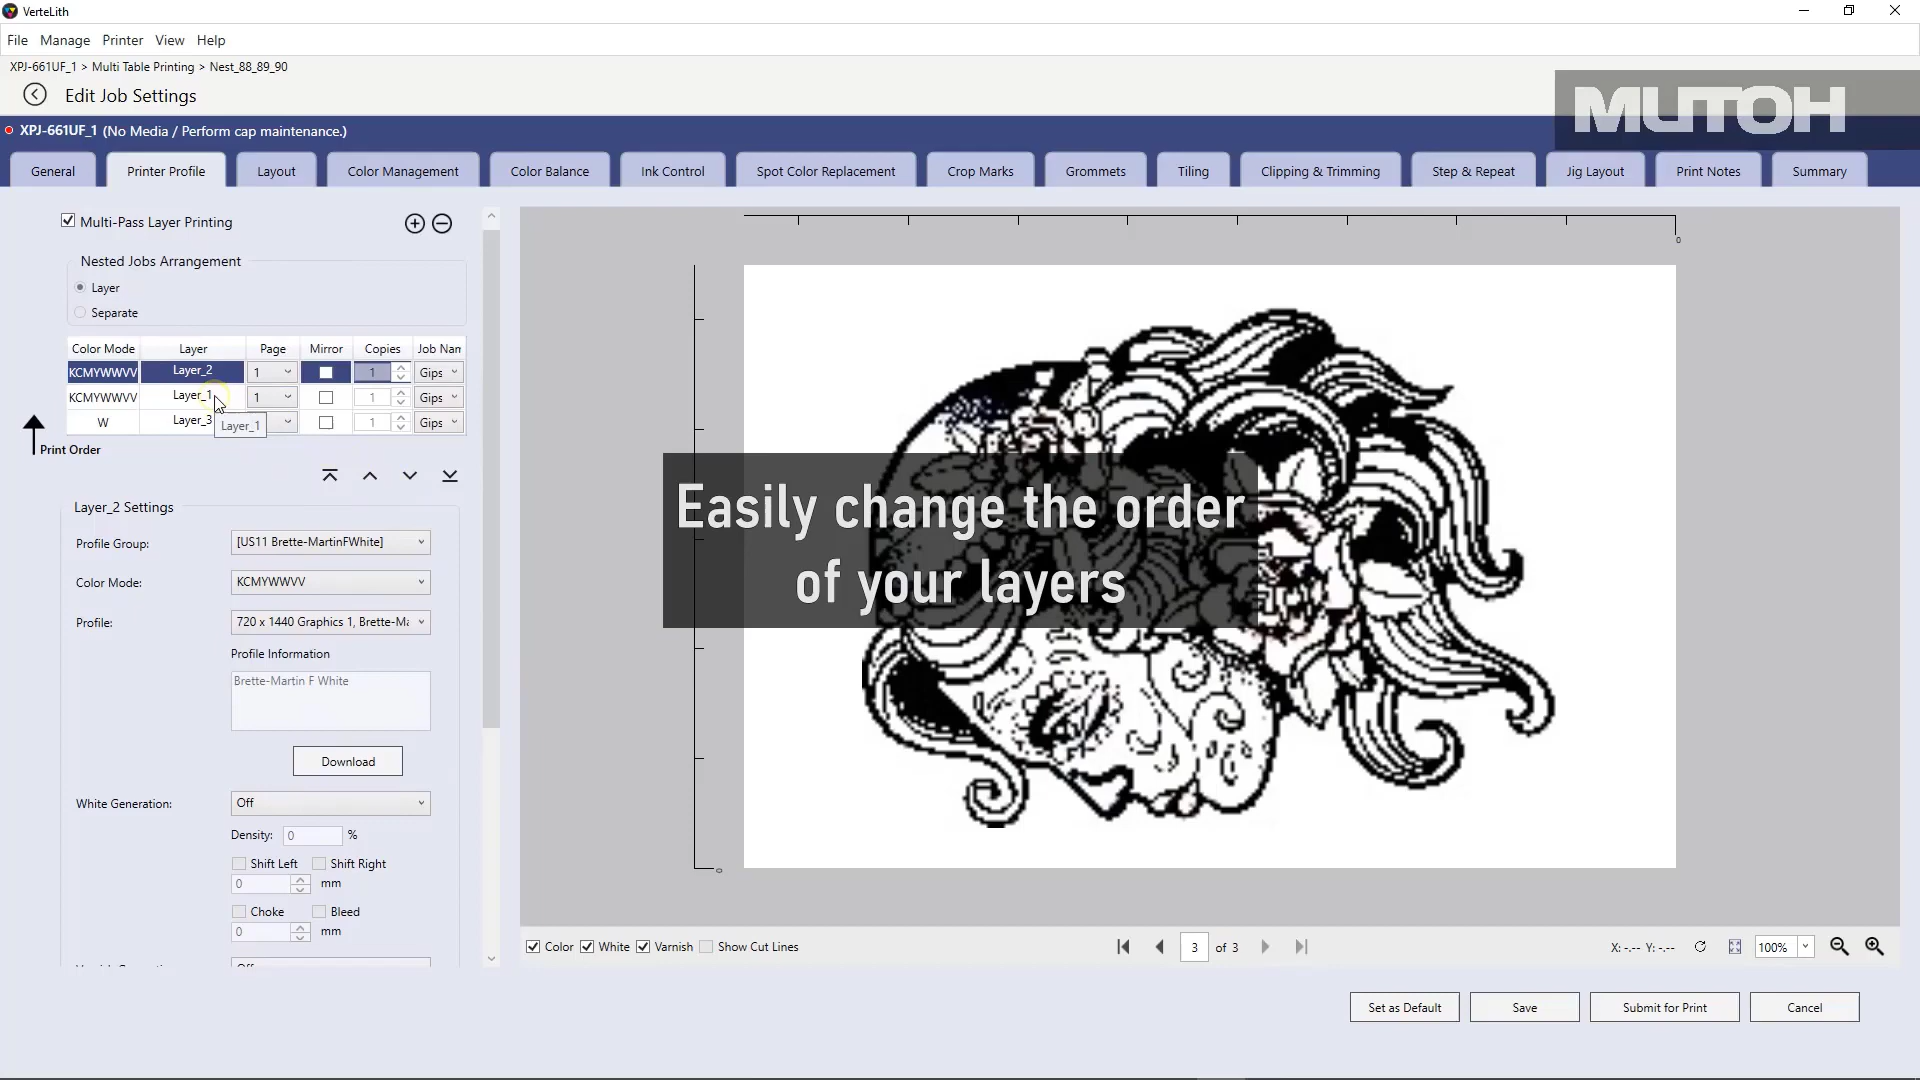 VerteLith
File Manage Printer View Help
XPJ-661UF_1 > Multi Table Printing > Nest_88_89_90
Edit Job Settings
MUTOH
XPJ-661UF_1 (No Media / Perform cap maintenance.)
General Printer Profile Layout Color Management Color Balance Ink Control Spot Color Replacement Crop Marks Grommets Tiling Clipping & Trimming Step & Repeat Jig Layout Print Notes Summary
Multi-Pass Layer Printing
Nested Jobs Arrangement
Layer
Separate
Color Mode Layer Page Mirror Copies Job Nam
KCMYWWVV Layer_2 1 1 Gips
KCMYWWVV Layer_1 1 1 Gips
W Layer_3 1 Gips
Layer_1
Print Order
Layer_2 Settings
Profile Group: [US11 Brette-MartinFWhite]
Color Mode: KCMYWWVV
Profile: 720 x 1440 Graphics 1, Brette-Ma
Profile Information
Brette-Martin F White
Download
White Generation: Off
Density: 0 %
Shift Left Shift Right
0 mm
Choke Bleed
0 mm
0
0
Easily change the order
of your layers
Color White Varnish Show Cut Lines 3 of 3 X: -.-- Y: -.-- 100%
Set as Default Save Submit for Print Cancel